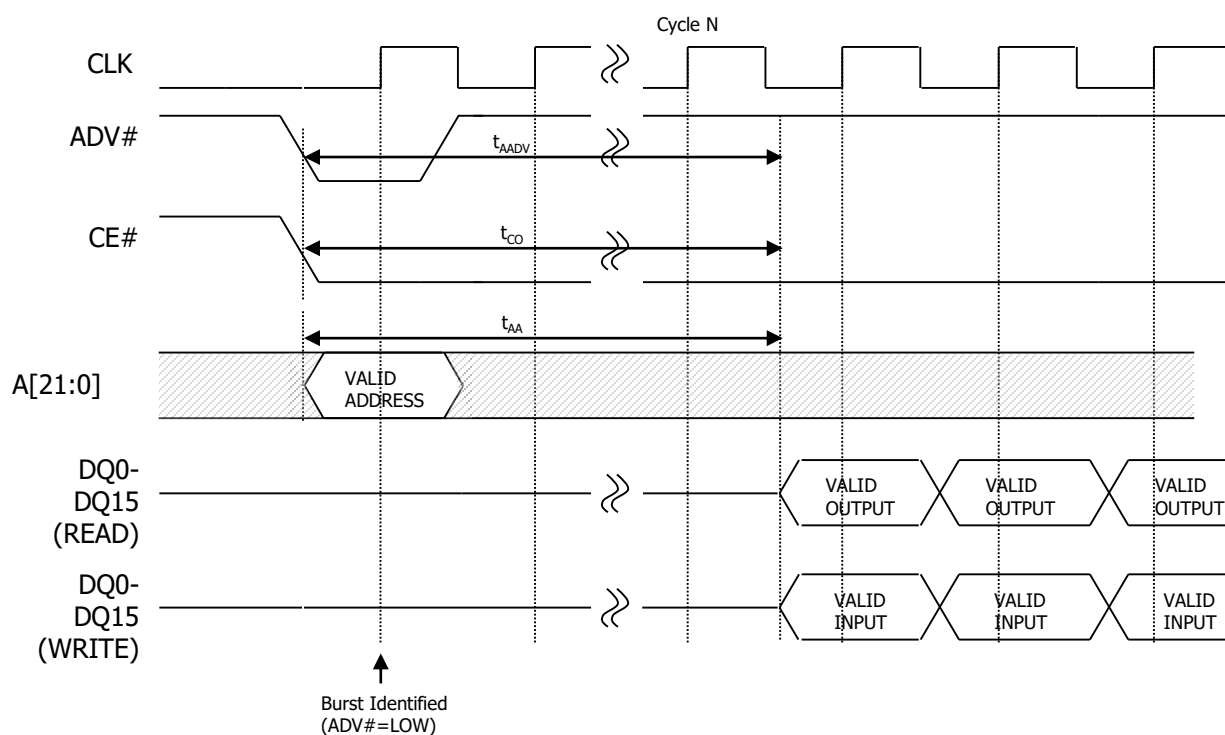 Cycle N
CLK
ADV#
tAADV
CE#
tCO
tAA
A[21:0]
VALID
ADDRESS
DQ0-
DQ15
(READ)
VALID
OUTPUT
VALID
OUTPUT
VALID
OUTPUT
DQ0-
DQ15
(WRITE)
VALID
INPUT
VALID
INPUT
VALID
INPUT
Burst Identified
(ADV#=LOW)